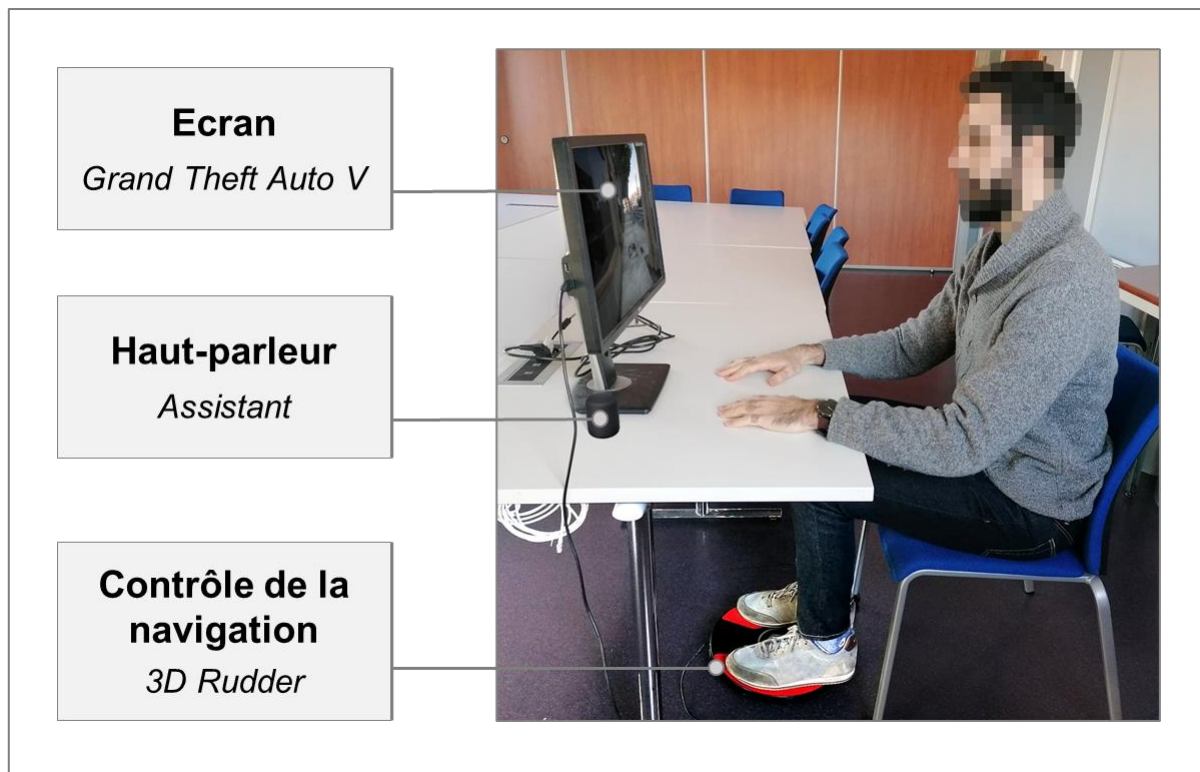 Ecran
Grand Theft Auto V
Haut-parleur
Assistant
Contrôle de la
navigation
3D Rudder